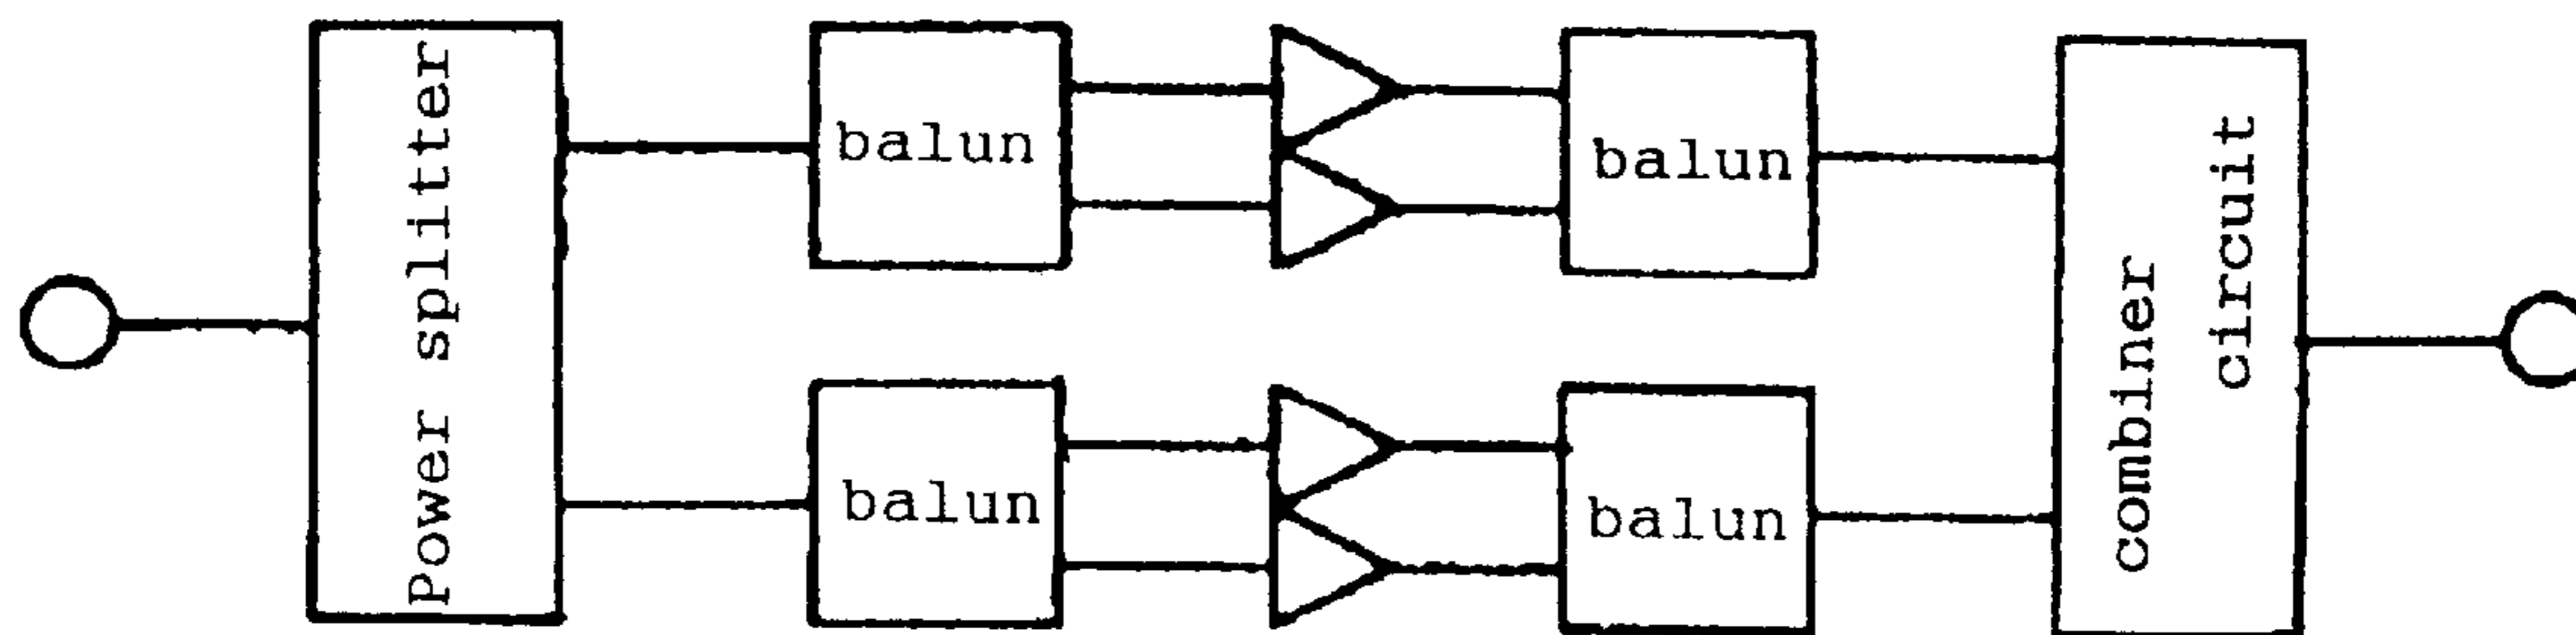 Power splitter
balun
balun
balun
balun
combiner
circuit